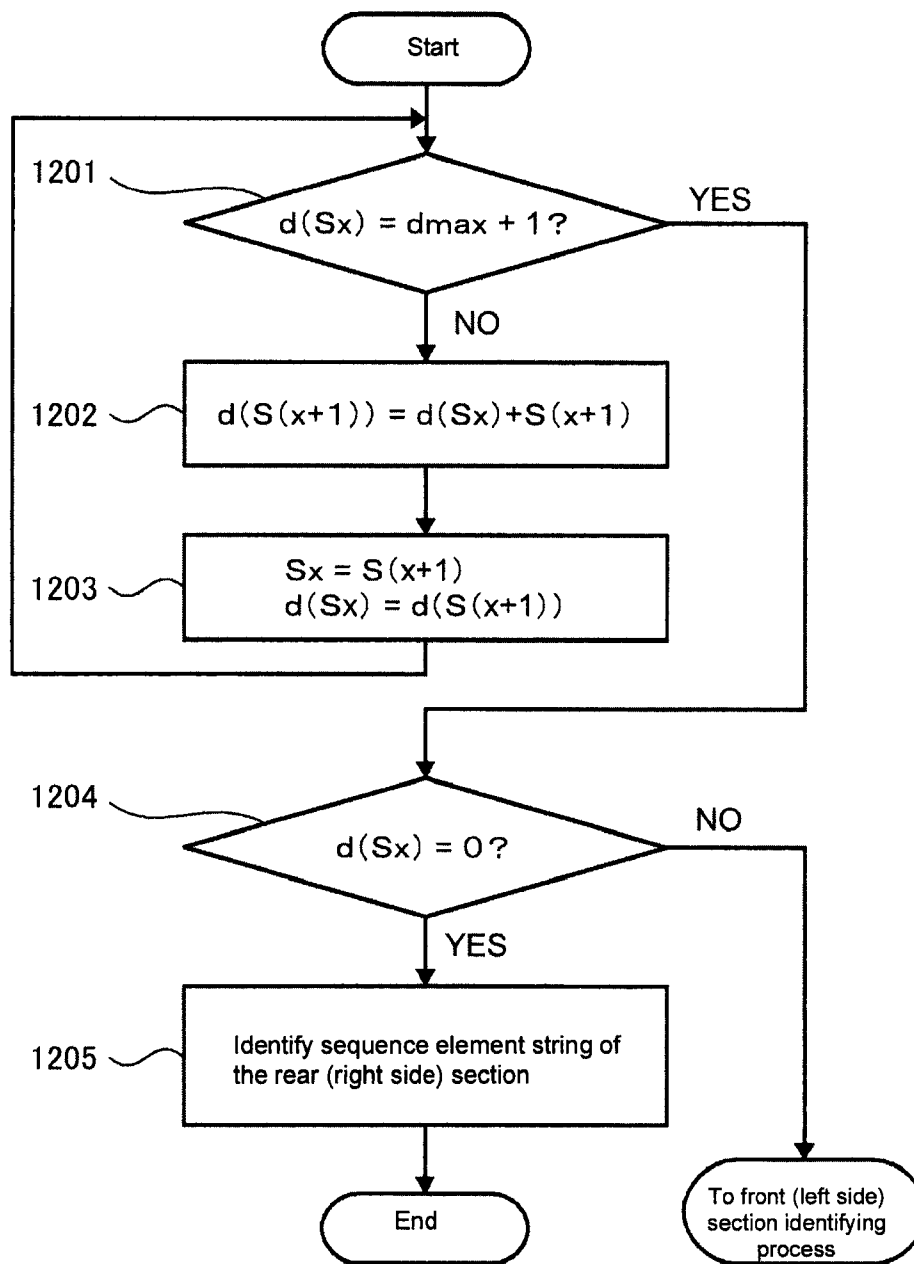 Start
1201
d(Sx) = dmax + 1?
YES
NO
1202
d(S(x+1)) = d(Sx)+S(x+1)
1203
Sx = S(x+1)
d(Sx) = d(S(x+1))
1204
d(Sx) = 0?
NO
YES
1205
Identify sequence element string of
the rear (right side) section
End
To front (left side)
section identifying
process